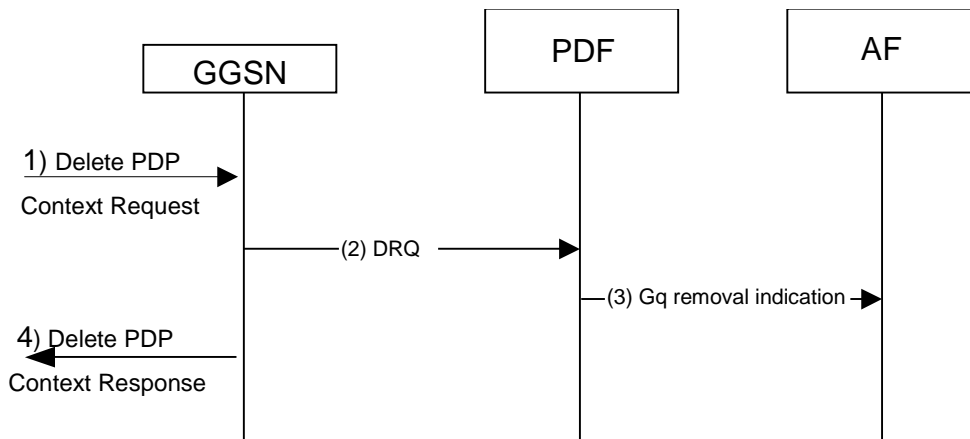 GGSN
PDF
AF
1) Delete PDP
Context Request
(2) DRQ
(3) Gq removal indication
4) Delete PDP
Context Response